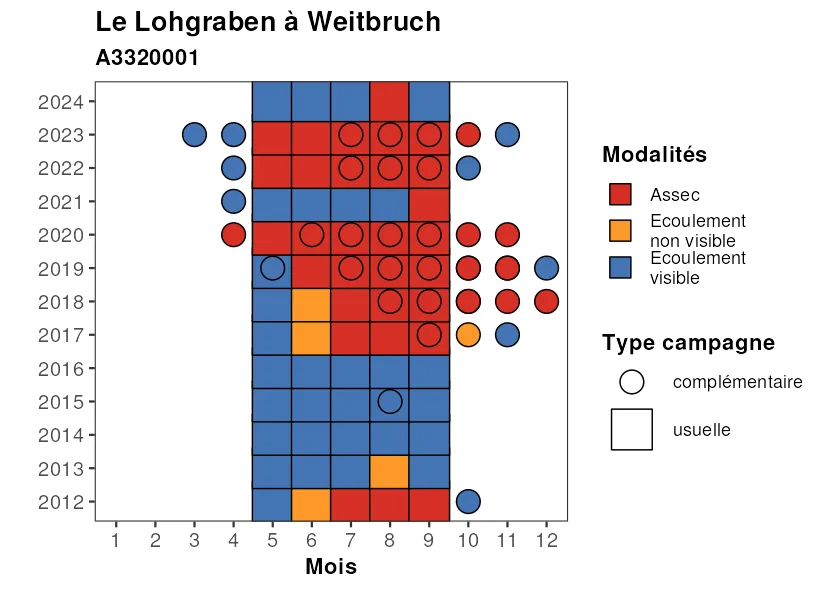 Le Lohgraben à Weitbruch
A3320001
2024
2023
2022
2021
2020
2019
2018
2017
2016
2015
2014
2013
2012
1 2 3 4 5 6 7 8 9 10 11 12
Mois
Modalités
Assec
Ecoulement
non visible
Ecoulement
visible
Type campagne
complémentaire
usuelle